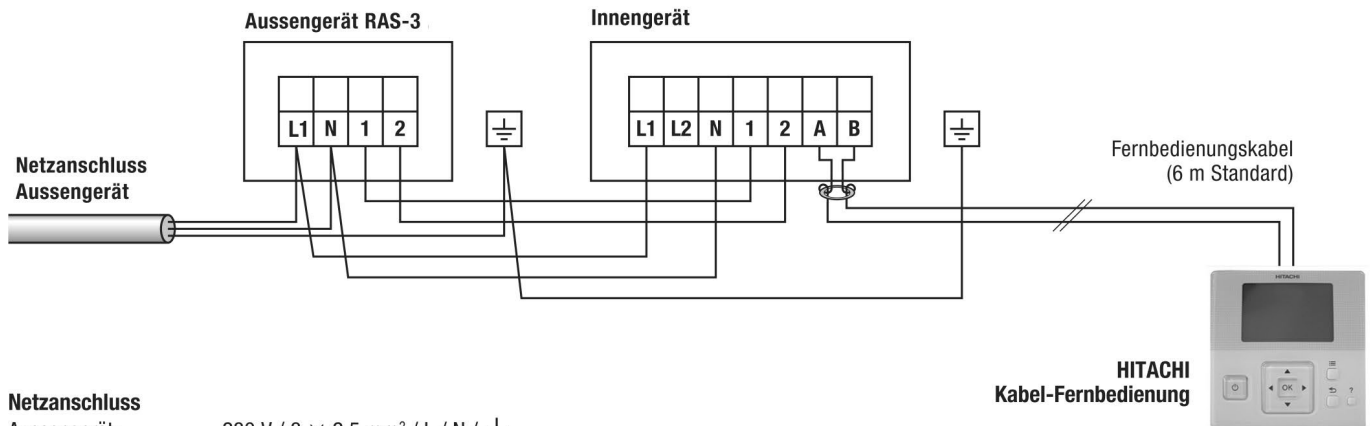 Aussengerät RAS-3
Innengerät
L1 N 1 2
L1 L2 N 1 2 A B
Netzanschluss
Aussengerät
Fernbedienungskabel
(6 m Standard)
HITACHI
OK
?
HITACHI
Kabel-Fernbedienung
Netzanschluss